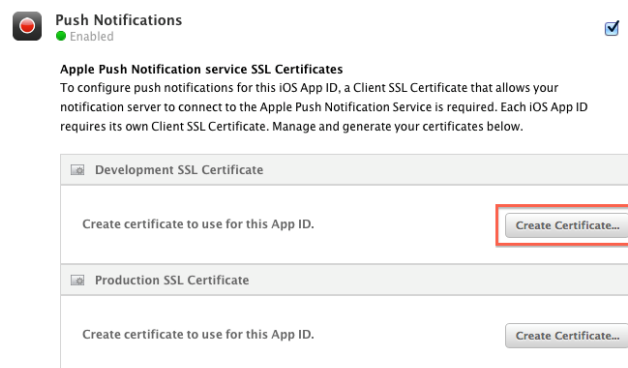 Push Notifications
Enabled
Apple Push Notification service SSL Certificates
To configure push notifications for this iOS App ID, a Client SSL Certificate that allows your
notification server to connect to the Apple Push Notification Service is required. Each iOS App ID
requires its own Client SSL Certificate. Manage and generate your certificates below.
Development SSL Certificate
Create certificate to use for this App ID.
Create Certificate...
Production SSL Certificate
Create certificate to use for this App ID.
Create Certificate...